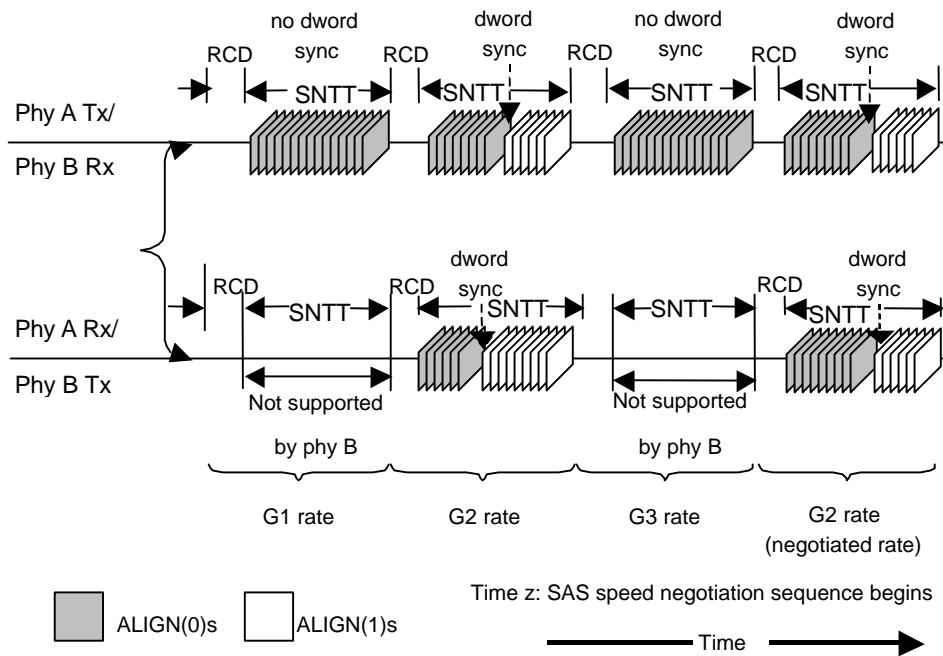 no dword dword no dword dword
RCD sync RCD sync RCD sync RCD sync
SNTT SNTT SNTT SNTT
Phy A Tx/
Phy B Rx
dword dword
RCD RCD sync RCD sync
SNTT SNTT SNTT SNTT
Phy A Rx/
Phy B Tx
Not supported Not supported
by phy B by phy B
G1 rate G2 rate G3 rate G2 rate
(negotiated rate)
Time z: SAS speed negotiation sequence begins
ALIGN(0)s ALIGN(1)s
Time